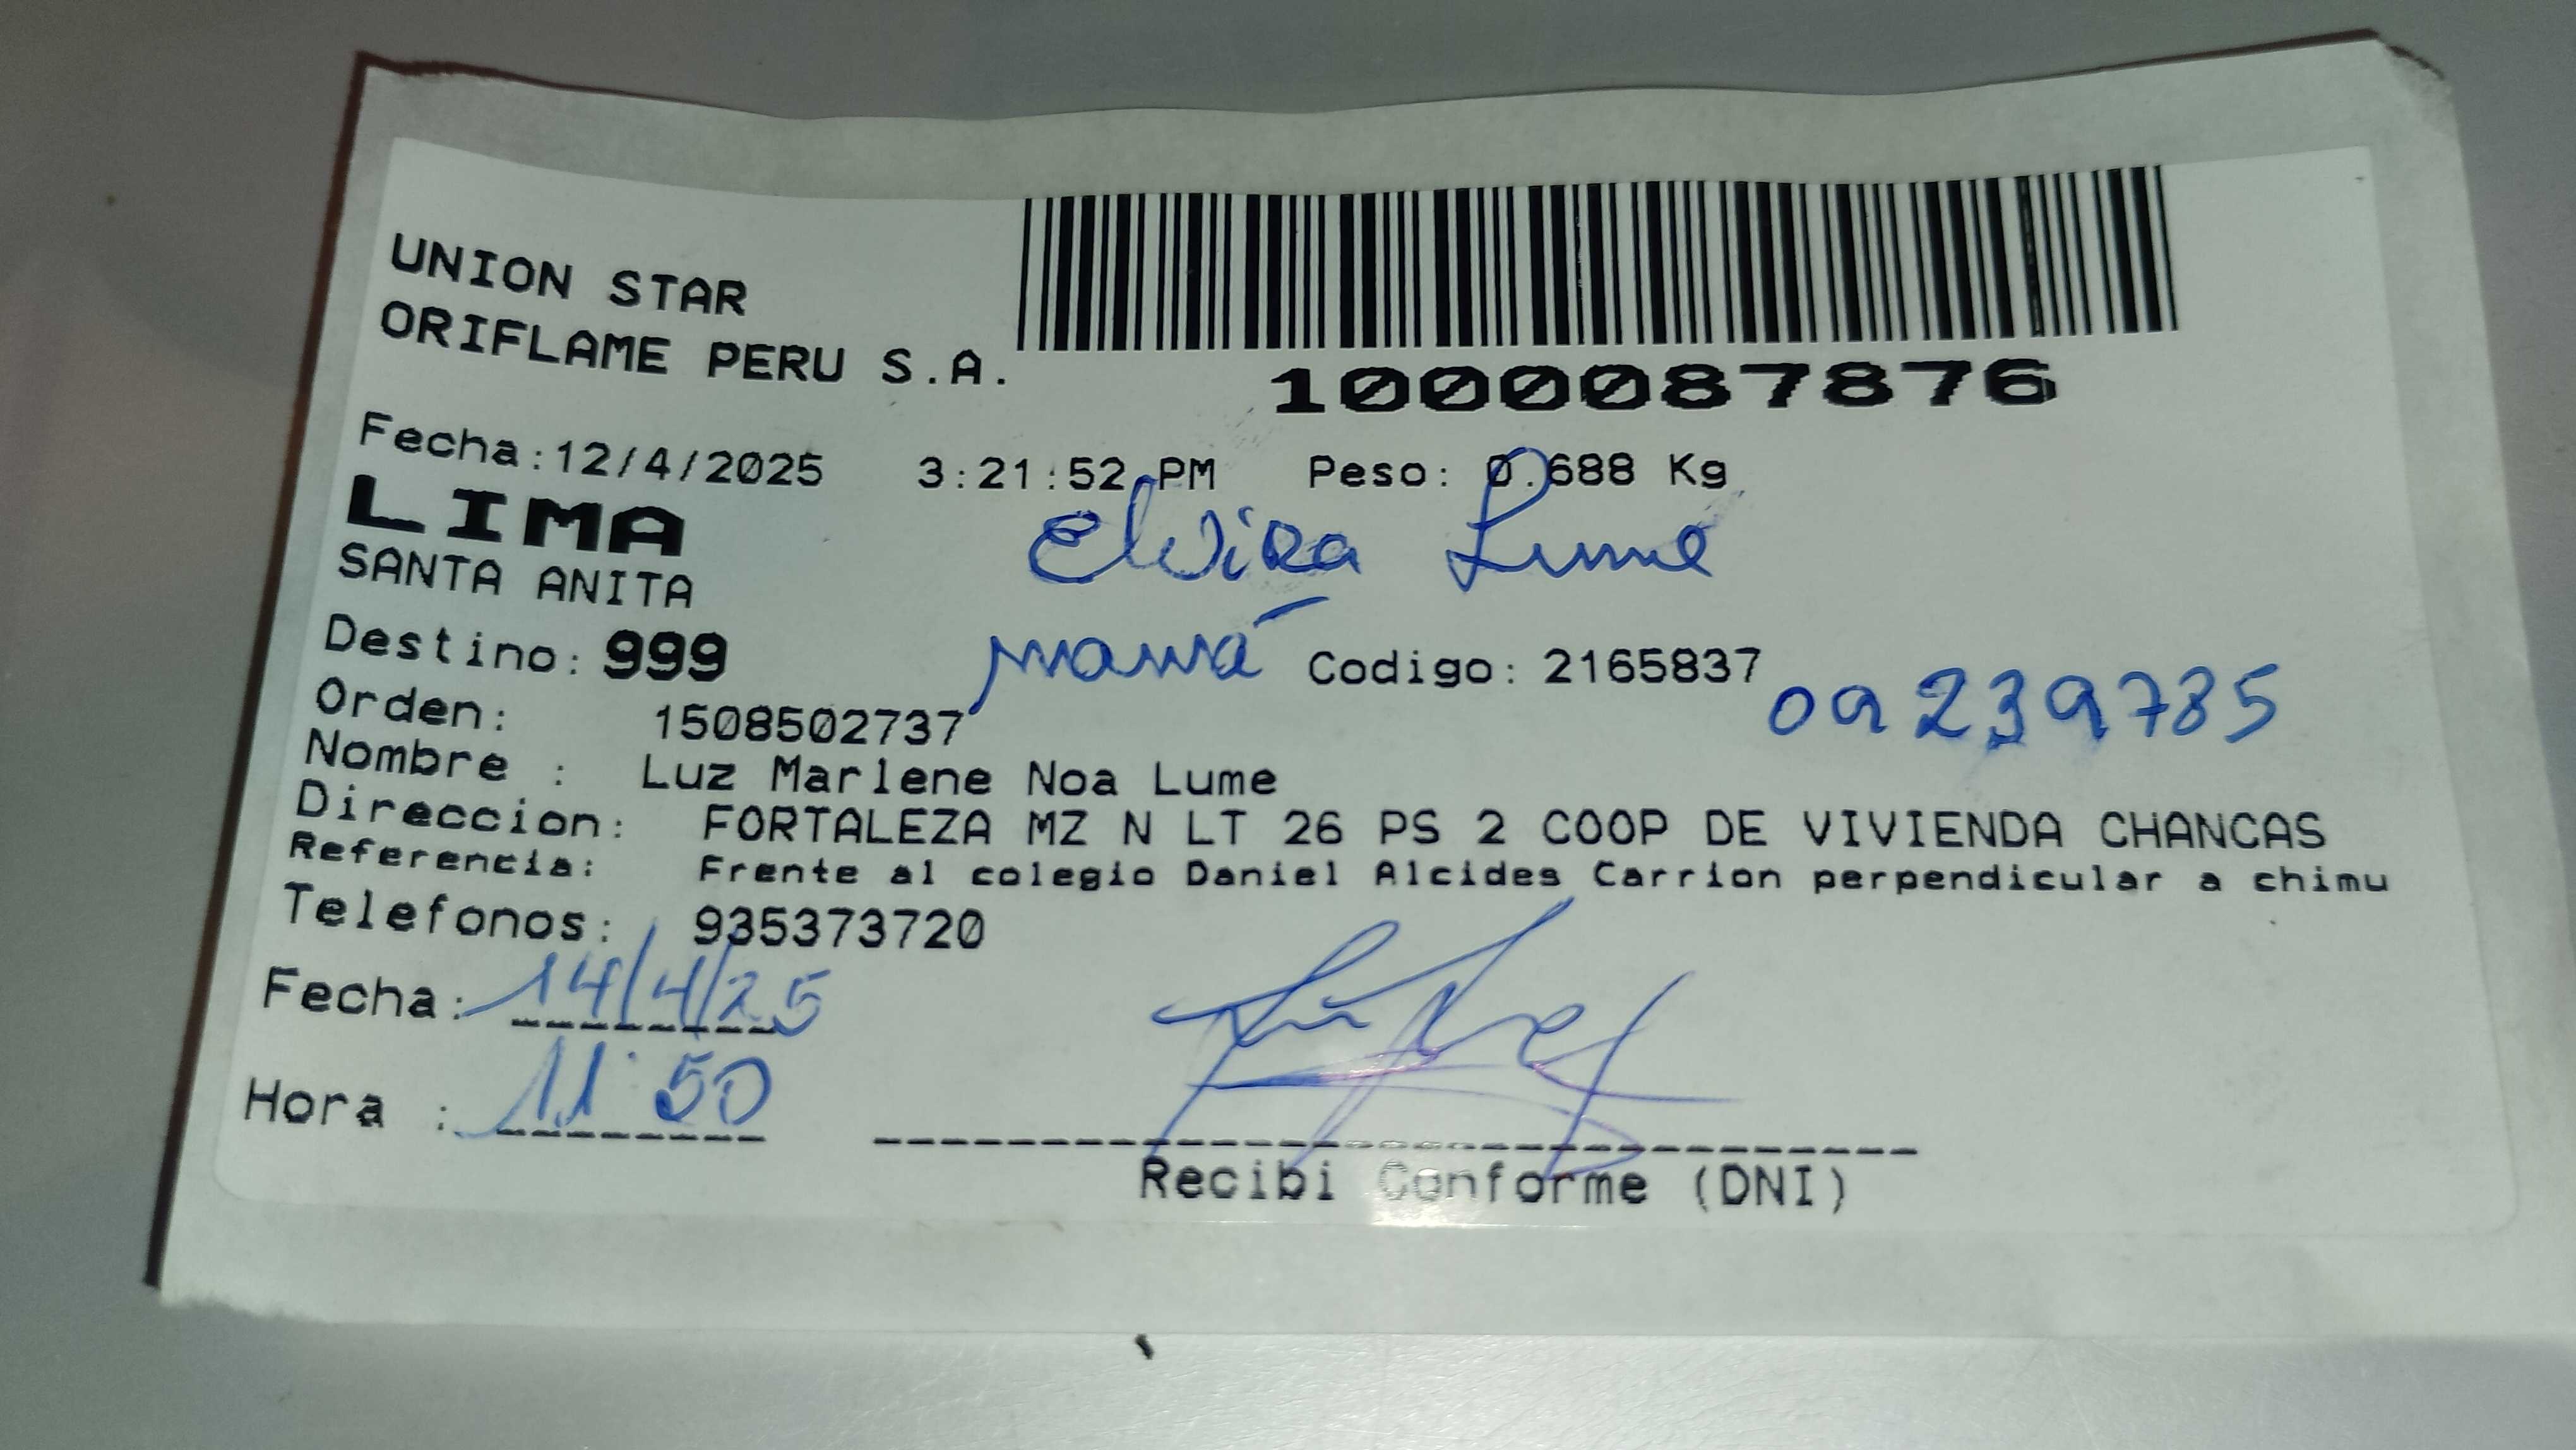 UNION STAR
ORIFLAME PERU S.A.
1000087876
Fecha:12/4/2025 3:21:52 PM Peso: 0.688 Kg
LIMA
Elvira Lume
SANTA ANITA
Destino: 999
mamá Codigo: 2165837
09239785
Orden: 1508502737
Nombre : Luz Marlene Noa Lume
Direccion: FORTALEZA MZ N LT 26 PS 2 COOP DE VIVIENDA CHANCAS
Referencia: Frente al colegio Daniel Alcides Carrion perpendicular a chimu
Telefonos: 935373720
Fecha: 14/4/25
Hora : 11:50
Recibi Conforme (DNI)